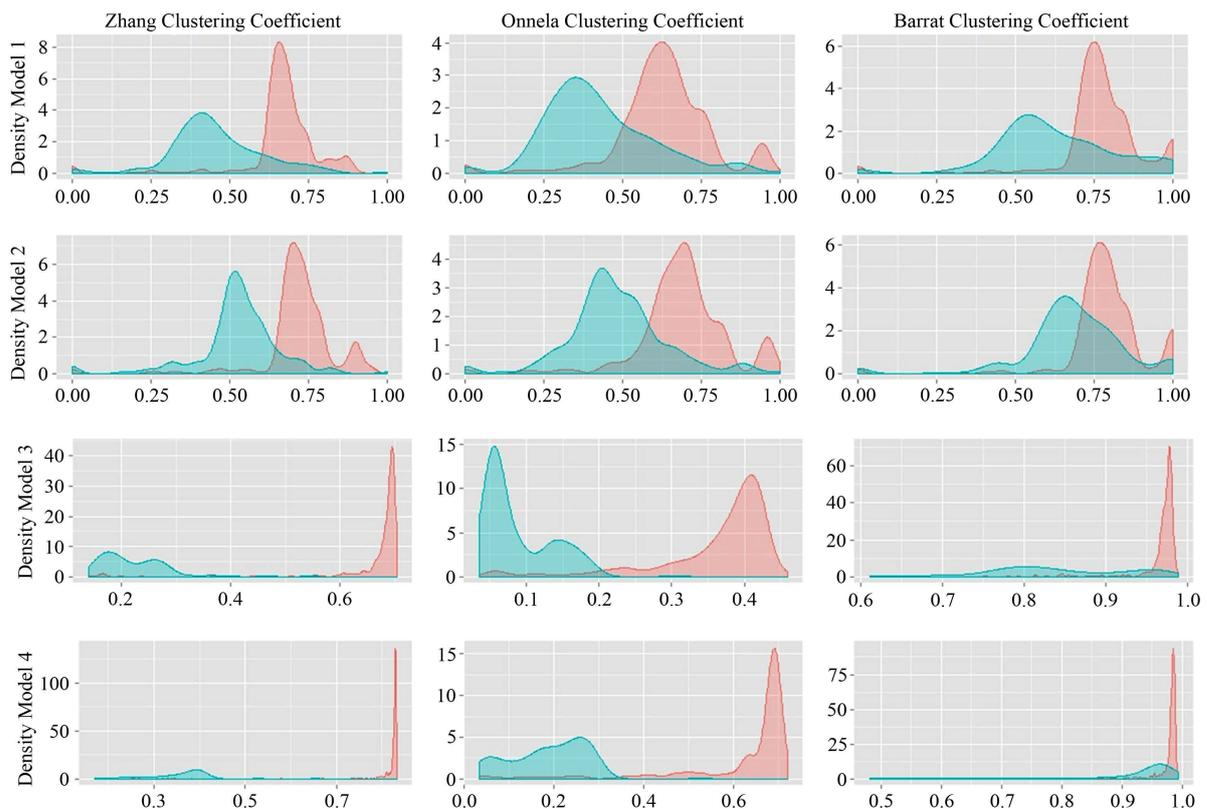 Zhang Clustering Coefficient
Onnela Clustering Coefficient
Barrat Clustering Coefficient
Density Model 1
8
6
4
2
0
0.00 0.25 0.50 0.75 1.00
4
3
2
1
0
0.00 0.25 0.50 0.75 1.00
6
4
2
0
0.00 0.25 0.50 0.75 1.00
Density Model 2
6
4
2
0
0.00 0.25 0.50 0.75 1.00
4
3
2
1
0
0.00 0.25 0.50 0.75 1.00
6
4
2
0
0.00 0.25 0.50 0.75 1.00
Density Model 3
40
30
20
10
0
0.2 0.4 0.6
15
10
5
0
0.1 0.2 0.3 0.4
60
40
20
0
0.6 0.7 0.8 0.9 1.0
Density Model 4
100
50
0
0.3 0.5 0.7
15
10
5
0
0.0 0.2 0.4 0.6
75
50
25
0
0.5 0.6 0.7 0.8 0.9 1.0